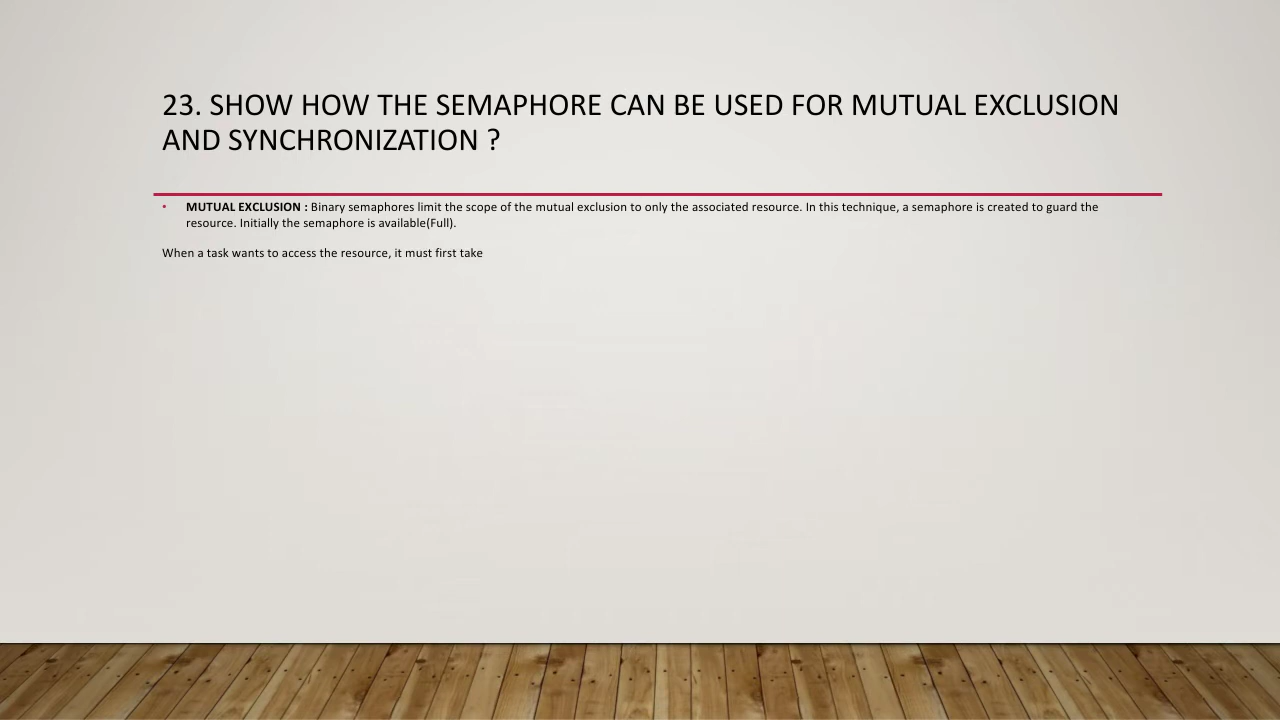 23. SHOW HOW THE SEMAPHORE CAN BE USED FOR MUTUAL EXCLUSION
AND SYNCHRONIZATION ?
• MUTUAL EXCLUSION : Binary semaphores limit the scope of the mutual exclusion to only the associated resource. In this technique, a semaphore is created to guard the
resource. Initially the semaphore is available(Full).
When a task wants to access the resource, it must first take